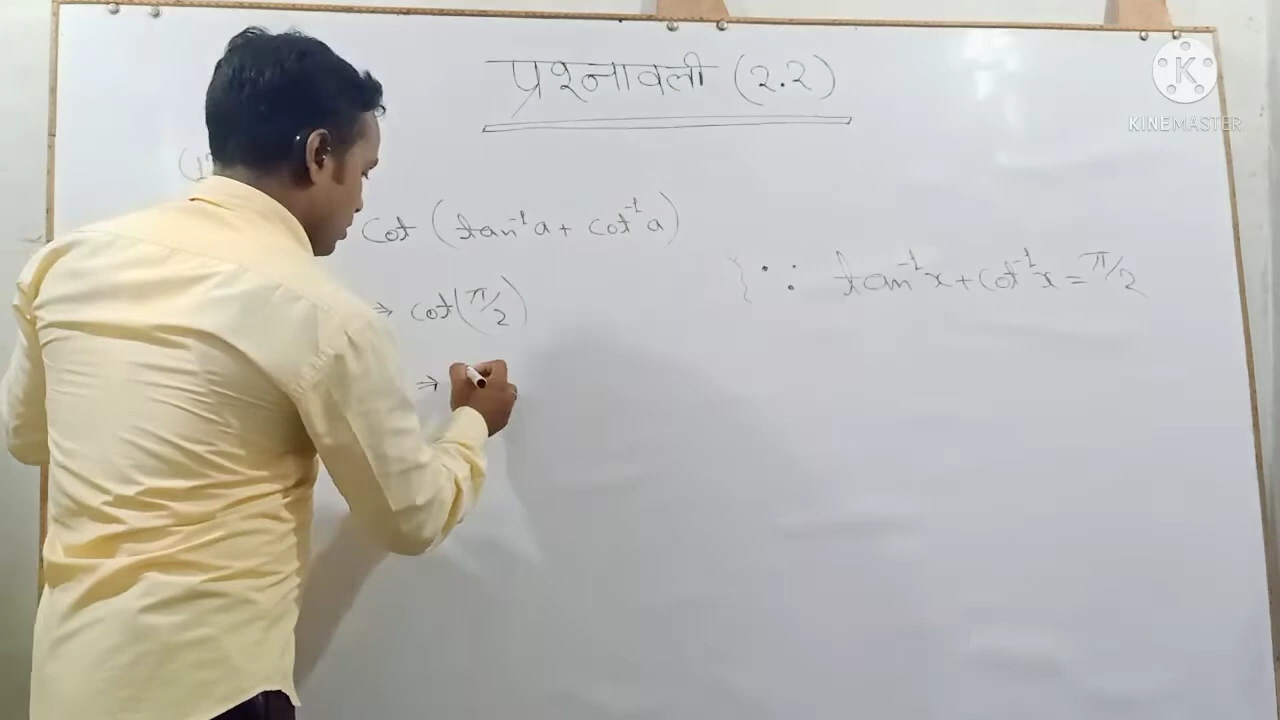 प्रश्नावली (२.२)
cot (tan⁻¹a + cot⁻¹a)
} ∵ tan⁻¹x + cot⁻¹x = π/2
⇒ cot(π/2)
⇒
KINEMASTER